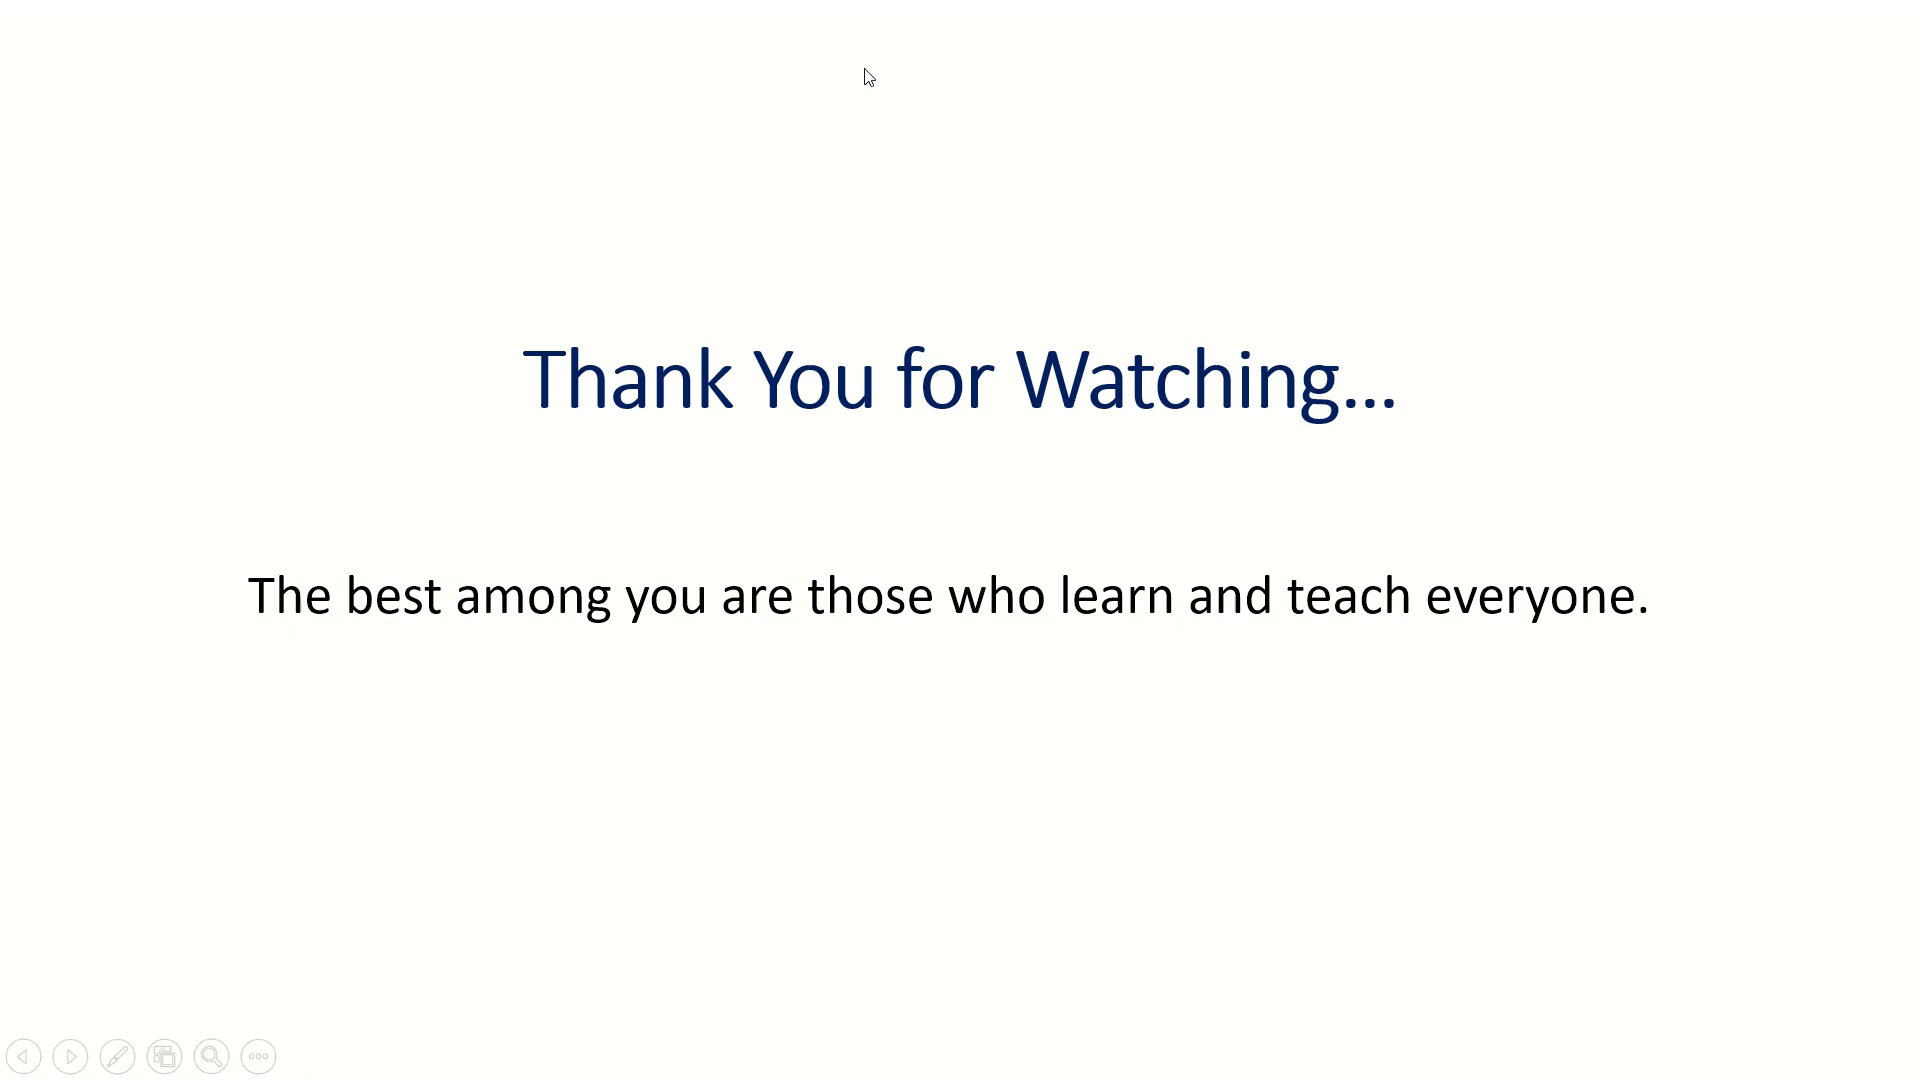 Thank You for Watching...
The best among you are those who learn and teach everyone.